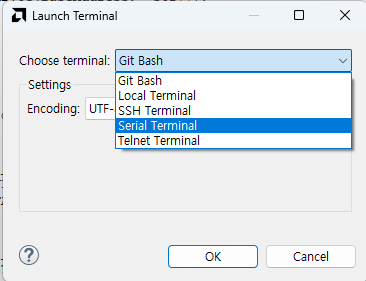 Launch Terminal
Choose terminal: Git Bash
Git Bash
Local Terminal
SSH Terminal
Serial Terminal
Telnet Terminal
Settings
Encoding: UTF-
OK
Cancel